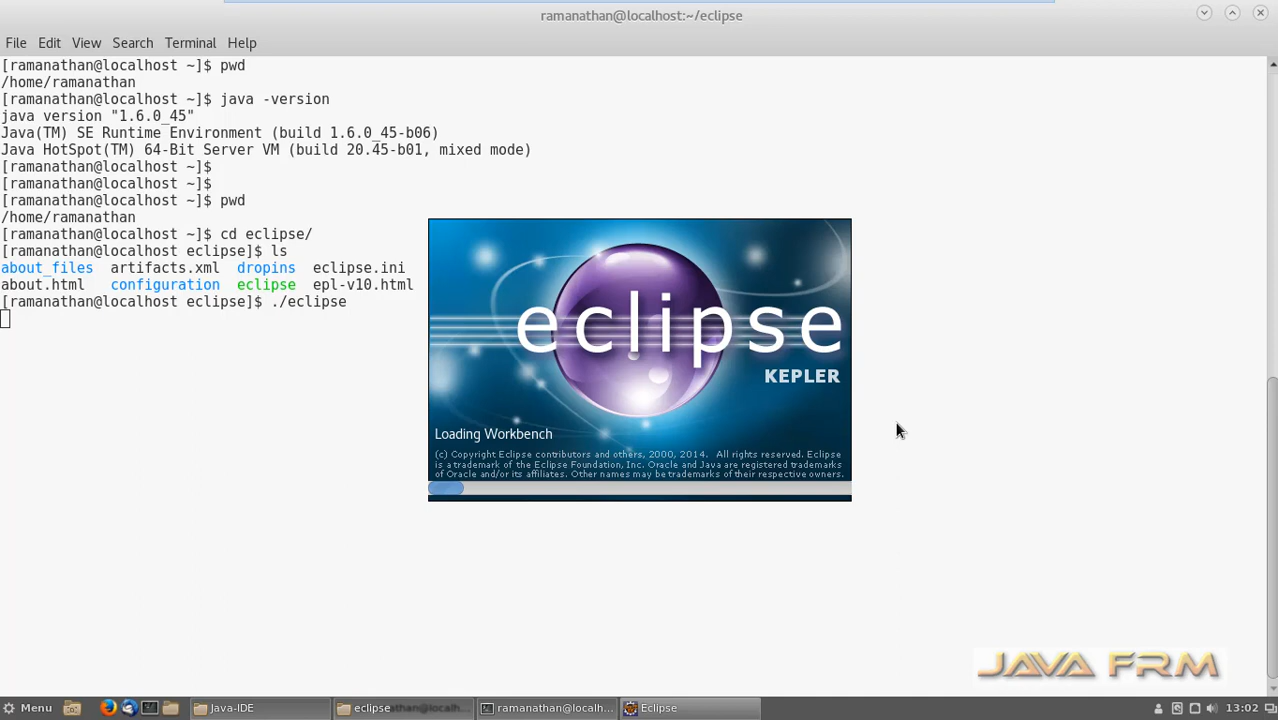 ramanathan@localhost:~/eclipse
File Edit View Search Terminal Help
[ramanathan@localhost ~]$ pwd
/home/ramanathan
[ramanathan@localhost ~]$ java -version
java version "1.6.0_45"
Java(TM) SE Runtime Environment (build 1.6.0_45-b06)
Java HotSpot(TM) 64-Bit Server VM (build 20.45-b01, mixed mode)
[ramanathan@localhost ~]$
[ramanathan@localhost ~]$
[ramanathan@localhost ~]$ pwd
/home/ramanathan
[ramanathan@localhost ~]$ cd eclipse/
[ramanathan@localhost eclipse]$ ls
about_files artifacts.xml dropins eclipse.ini
about.html configuration eclipse epl-v10.html
[ramanathan@localhost eclipse]$ ./eclipse
eclipse
KEPLER
Loading Workbench
(c) Copyright Eclipse contributors and others, 2000, 2014. All rights reserved. Eclipse
is a trademark of the Eclipse Foundation, Inc. Oracle and Java are registered trademarks
of Oracle and/or its affiliates. Other names may be trademarks of their respective owners.
JAVA FRM
Menu Java-IDE eclipse ramanathan@localh... Eclipse 13:02